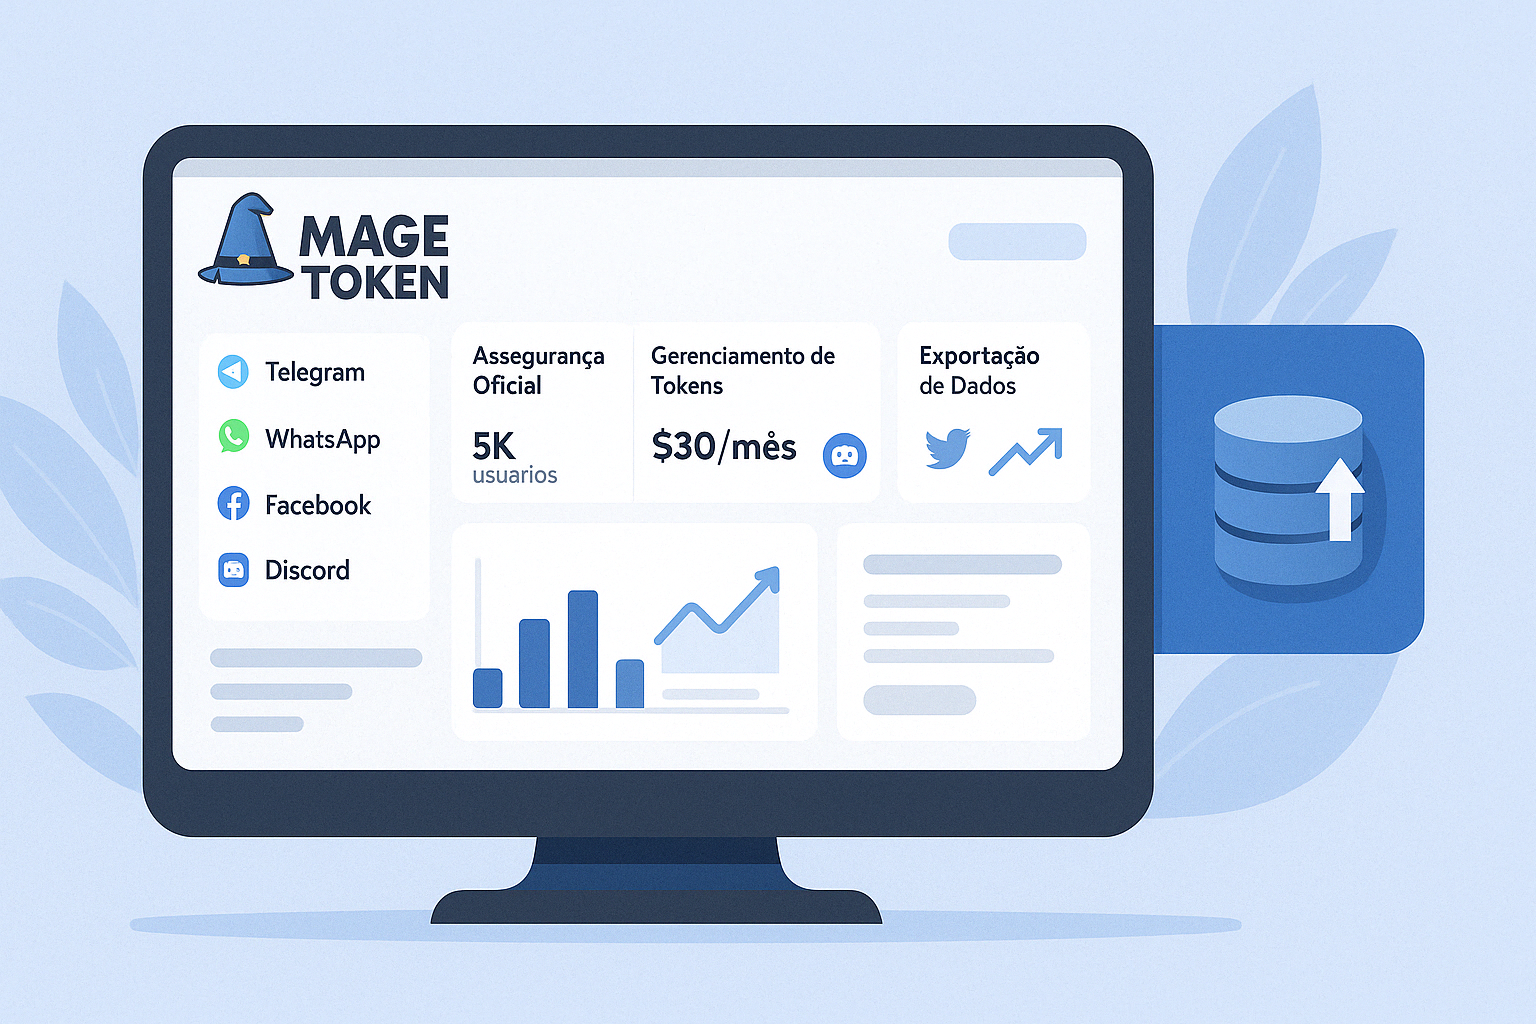 MAGE
TOKEN
Telegram
WhatsApp
Facebook
Discord
Assegurança
Oficial
5K
usuarios
Gerenciamento de
Tokens
$30/mês
Exportação
de Dados